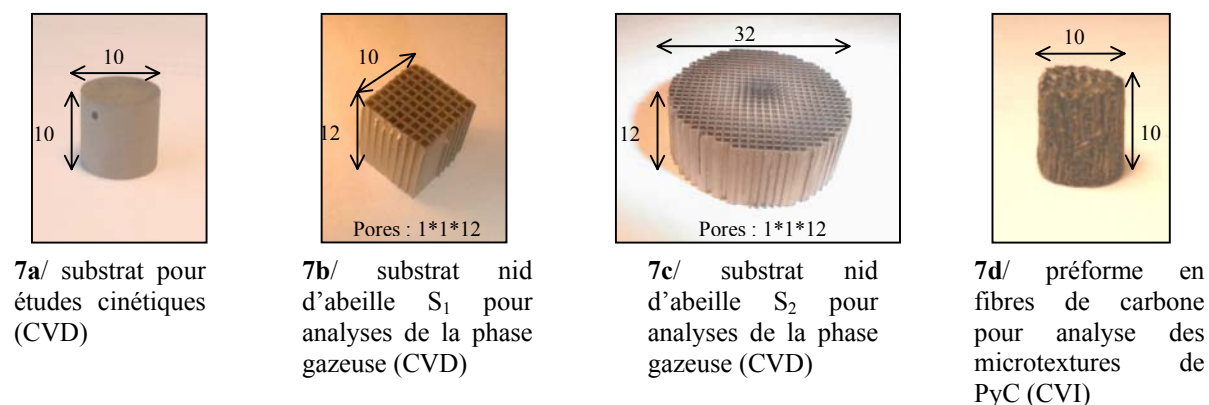 10
10
10
12
Pores : 1*1*12
32
12
Pores : 1*1*12
10
10
7a/ substrat pour
études cinétiques
(CVD)
7b/ substrat nid
d’abeille S₁ pour
analyses de la phase
gazeuse (CVD)
7c/ substrat nid
d’abeille S₂ pour
analyses de la phase
gazeuse (CVD)
7d/ préforme en
fibres de carbone
pour analyse des
microtextures de
PyC (CVI)